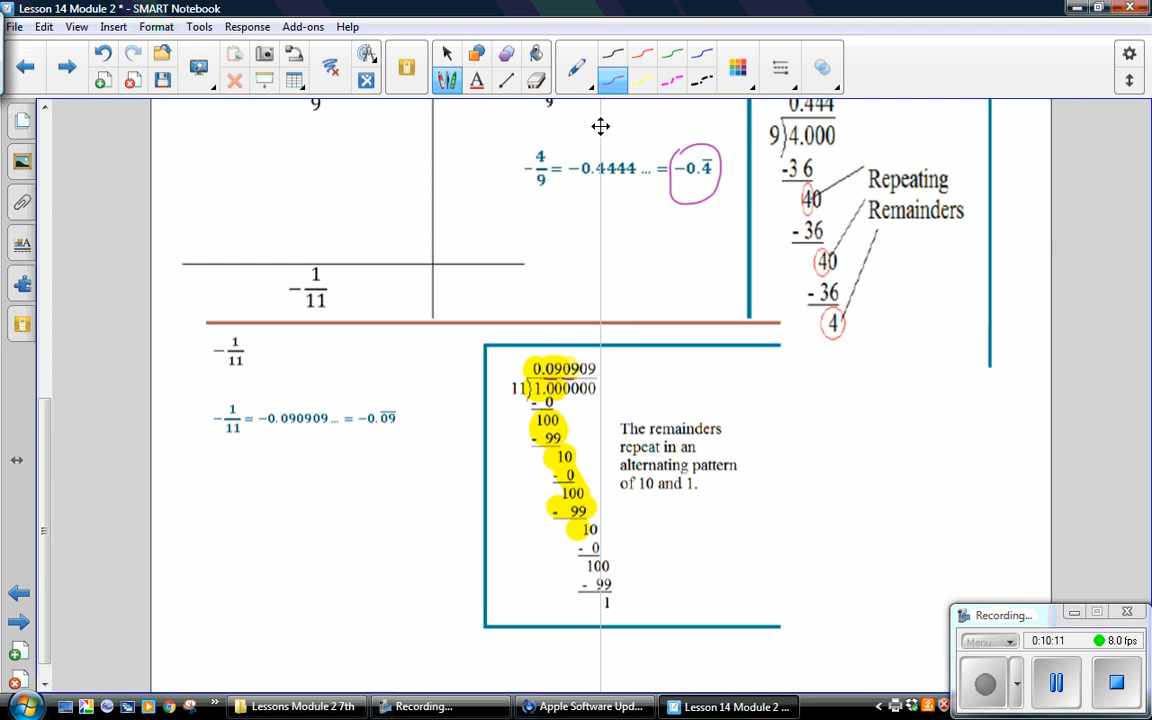 Lesson 14 Module 2 * - SMART Notebook
File Edit View Insert Format Tools Response Add-ons Help
9
9
- 4/9 = -0.4444 ... = -0.4̅
0.444
9)4.000
-3 6
40
- 36
40
- 36
4
Repeating
Remainders
- 1/11
- 1/11
- 1/11 = -0.090909 ... = -0.0̅9̅
0.090909
11)1.000000
- 0
100
- 99
10
- 0
100
- 99
10
- 0
100
- 99
1
The remainders
repeat in an
alternating pattern
of 10 and 1.
Recording...
Menu 0:10:11 8.0 fps
Lessons Module 2 7th Recording... Apple Software Upd... Lesson 14 Module 2 ...